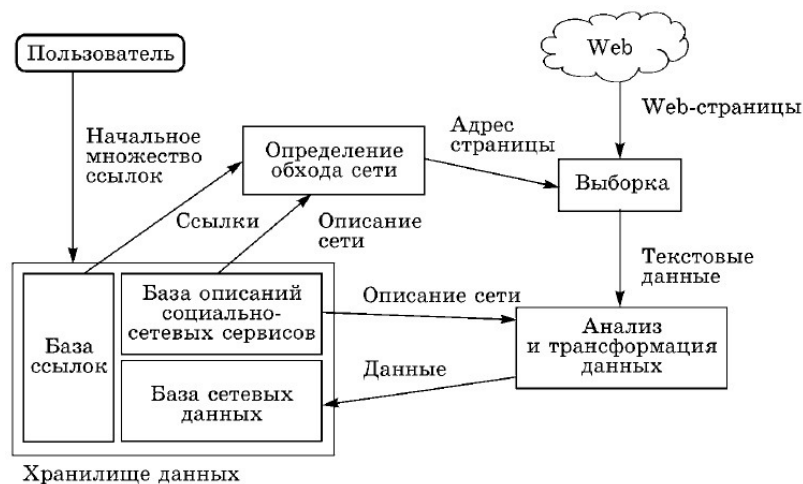 Пользователь
Web
Web-страницы
Начальное
множество
ссылок
Определение
обхода сети
Адрес
страницы
Выборка
Ссылки
Описание
сети
Текстовые
данные
База
ссылок
База описаний
социально-
сетевых сервисов
Описание сети
Анализ
и трансформация
данных
База сетевых
данных
Данные
Хранилище данных